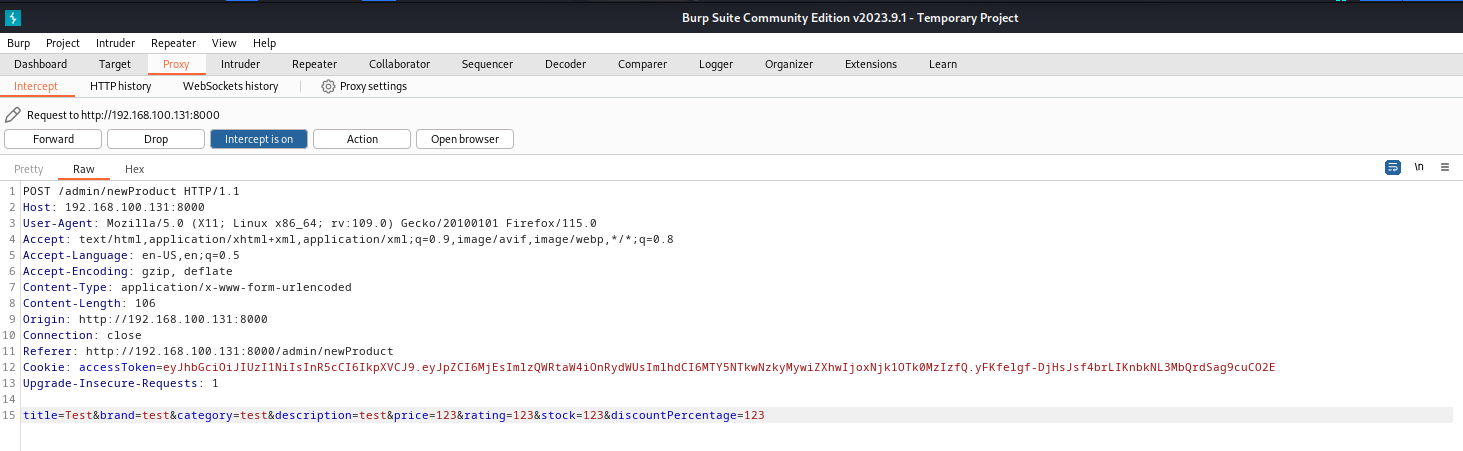 Burp Suite Community Edition v2023.9.1 - Temporary Project
Burp Project Intruder Repeater View Help
Dashboard Target Proxy Intruder Repeater Collaborator Sequencer Decoder Comparer Logger Organizer Extensions Learn
Intercept HTTP history WebSockets history Proxy settings
Request to http://192.168.100.131:8000
Forward Drop Intercept is on Action Open browser
Pretty Raw Hex \n
1 POST /admin/newProduct HTTP/1.1
2 Host: 192.168.100.131:8000
3 User-Agent: Mozilla/5.0 (X11; Linux x86_64; rv:109.0) Gecko/20100101 Firefox/115.0
4 Accept: text/html,application/xhtml+xml,application/xml;q=0.9,image/avif,image/webp,*/*;q=0.8
5 Accept-Language: en-US,en;q=0.5
6 Accept-Encoding: gzip, deflate
7 Content-Type: application/x-www-form-urlencoded
8 Content-Length: 106
9 Origin: http://192.168.100.131:8000
10 Connection: close
11 Referer: http://192.168.100.131:8000/admin/newProduct
12 Cookie: accessToken=eyJhbGciOiJIUzI1NiIsInR5cCI6IkpXVCJ9.eyJpZCI6MjEsImlzQWRtaW4iOnRydWUsImlhdCI6MTY5NTkwNzkyMywiZXhwIjoxNjk1OTk0MzIzfQ.yFKfelgf-DjHsJsf4brLIKnbkNL3MbQrdSag9cuCO2E
13 Upgrade-Insecure-Requests: 1
14
15 title=Test&brand=test&category=test&description=test&price=123&rating=123&stock=123&discountPercentage=123